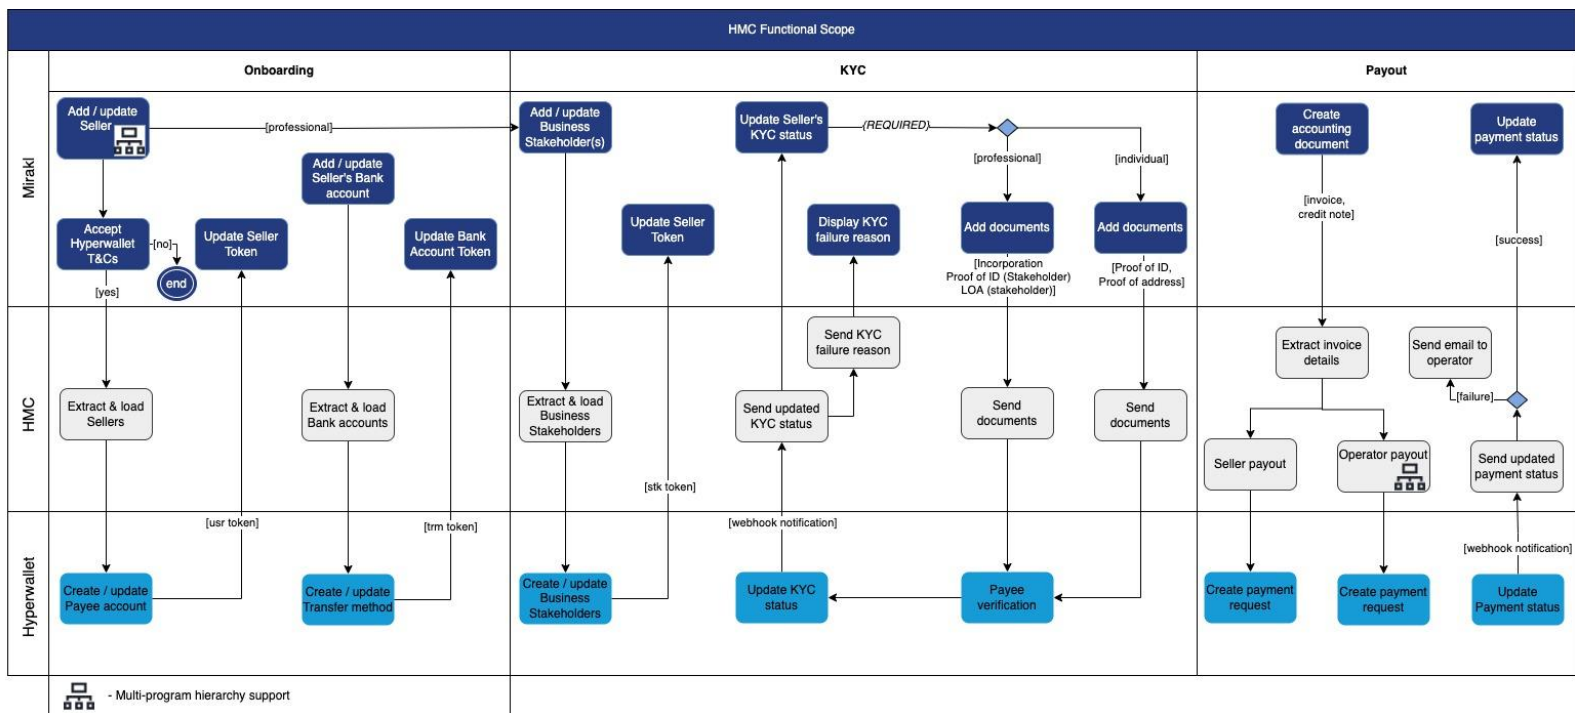 HMC Functional Scope
Onboarding
KYC
Payout
Mirakl
Add / update
Seller
[professional]
Accept
Hyperwallet
T&Cs
[no]
end
[yes]
Update Seller
Token
Add / update
Seller's Bank
account
Update Bank
Account Token
Add / update
Business
Stakeholder(s)
Update Seller
Token
Update Seller's
KYC status
{REQUIRED}
Display KYC
failure reason
[professional]
[individual]
Add documents
Add documents
[Incorporation
Proof of ID (Stakeholder)
LOA (stakeholder)]
[Proof of ID,
Proof of address]
Create
accounting
document
[invoice,
credit note]
Update
payment status
[success]
HMC
Extract & load
Sellers
Extract & load
Bank accounts
Extract & load
Business
Stakeholders
Send updated
KYC status
Send KYC
failure reason
Send
documents
Send
documents
Extract invoice
details
Send email to
operator
[failure]
Seller payout
Operator payout
Send updated
payment status
[usr token]
[trm token]
[stk token]
[webhook notification]
[webhook notification]
Hyperwallet
Create / update
Payee account
Create / update
Transfer method
Create / update
Business
Stakeholders
Update KYC
status
Payee
verification
Create payment
request
Create payment
request
Update
Payment status
- Multi-program hierarchy support